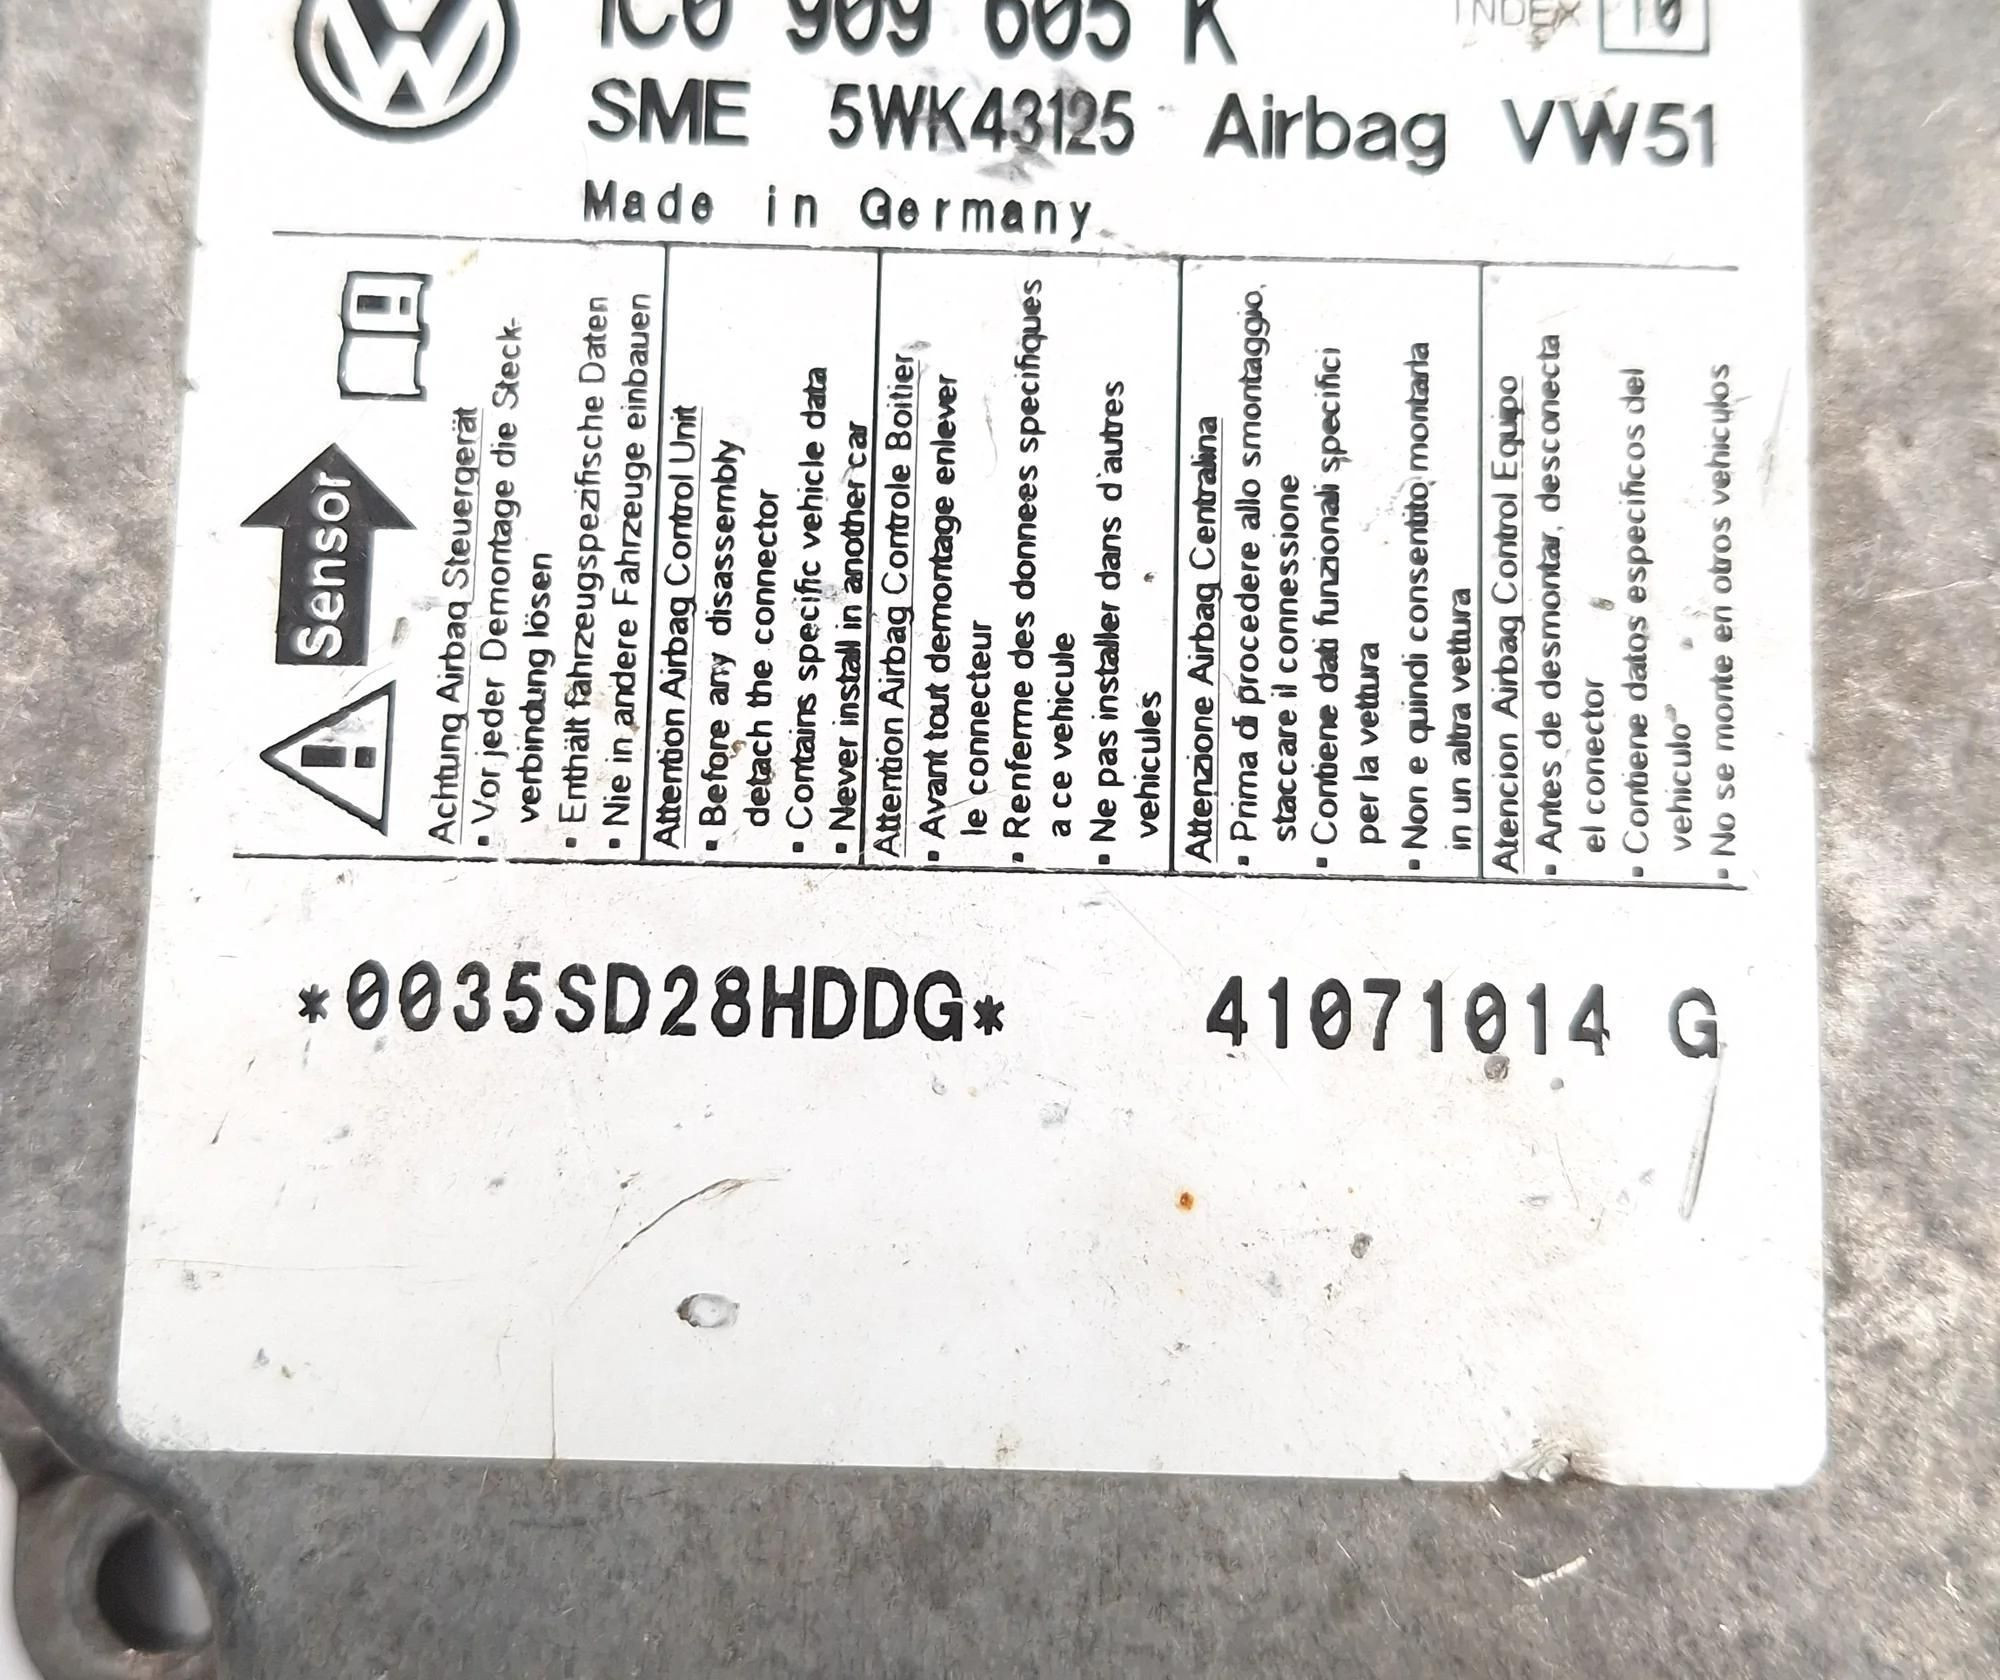 1C0 909 605 K
INDEX 10
SME 5WK43125 Airbag VW51
Made in Germany
Sensor
Achtung Airbag Steuergerät
▪ Vor jeder Demontage die Steck-
verbindung lösen
▪ Enthält fahrzeugspezifische Daten
▪ Nie in andere Fahrzeuge einbauen
Attention Airbag Control Unit
▪ Before any disassembly
detach the connector
▪ Contains specific vehicle data
▪ Never install in another car
Attention Airbag Controle Boitier
▪ Avant tout demontage enlever
le connecteur
▪ Renferme des donnees specifiques
a ce vehicule
▪ Ne pas installer dans d'autres
vehicules
Attenzione Airbag Centralina
▪ Prima di procedere allo smontaggio,
staccare il connessione
▪ Contiene dati funzionali specifici
per la vettura
▪ Non e quindi consentito montarla
in un altra vettura
Atencion Airbag Control Equipo
▪ Antes de desmontar, desconecta
el conector
▪ Contiene datos especificos del
vehiculo
▪ No se monte en otros vehiculos
*0035SD28HDDG* 41071014 G